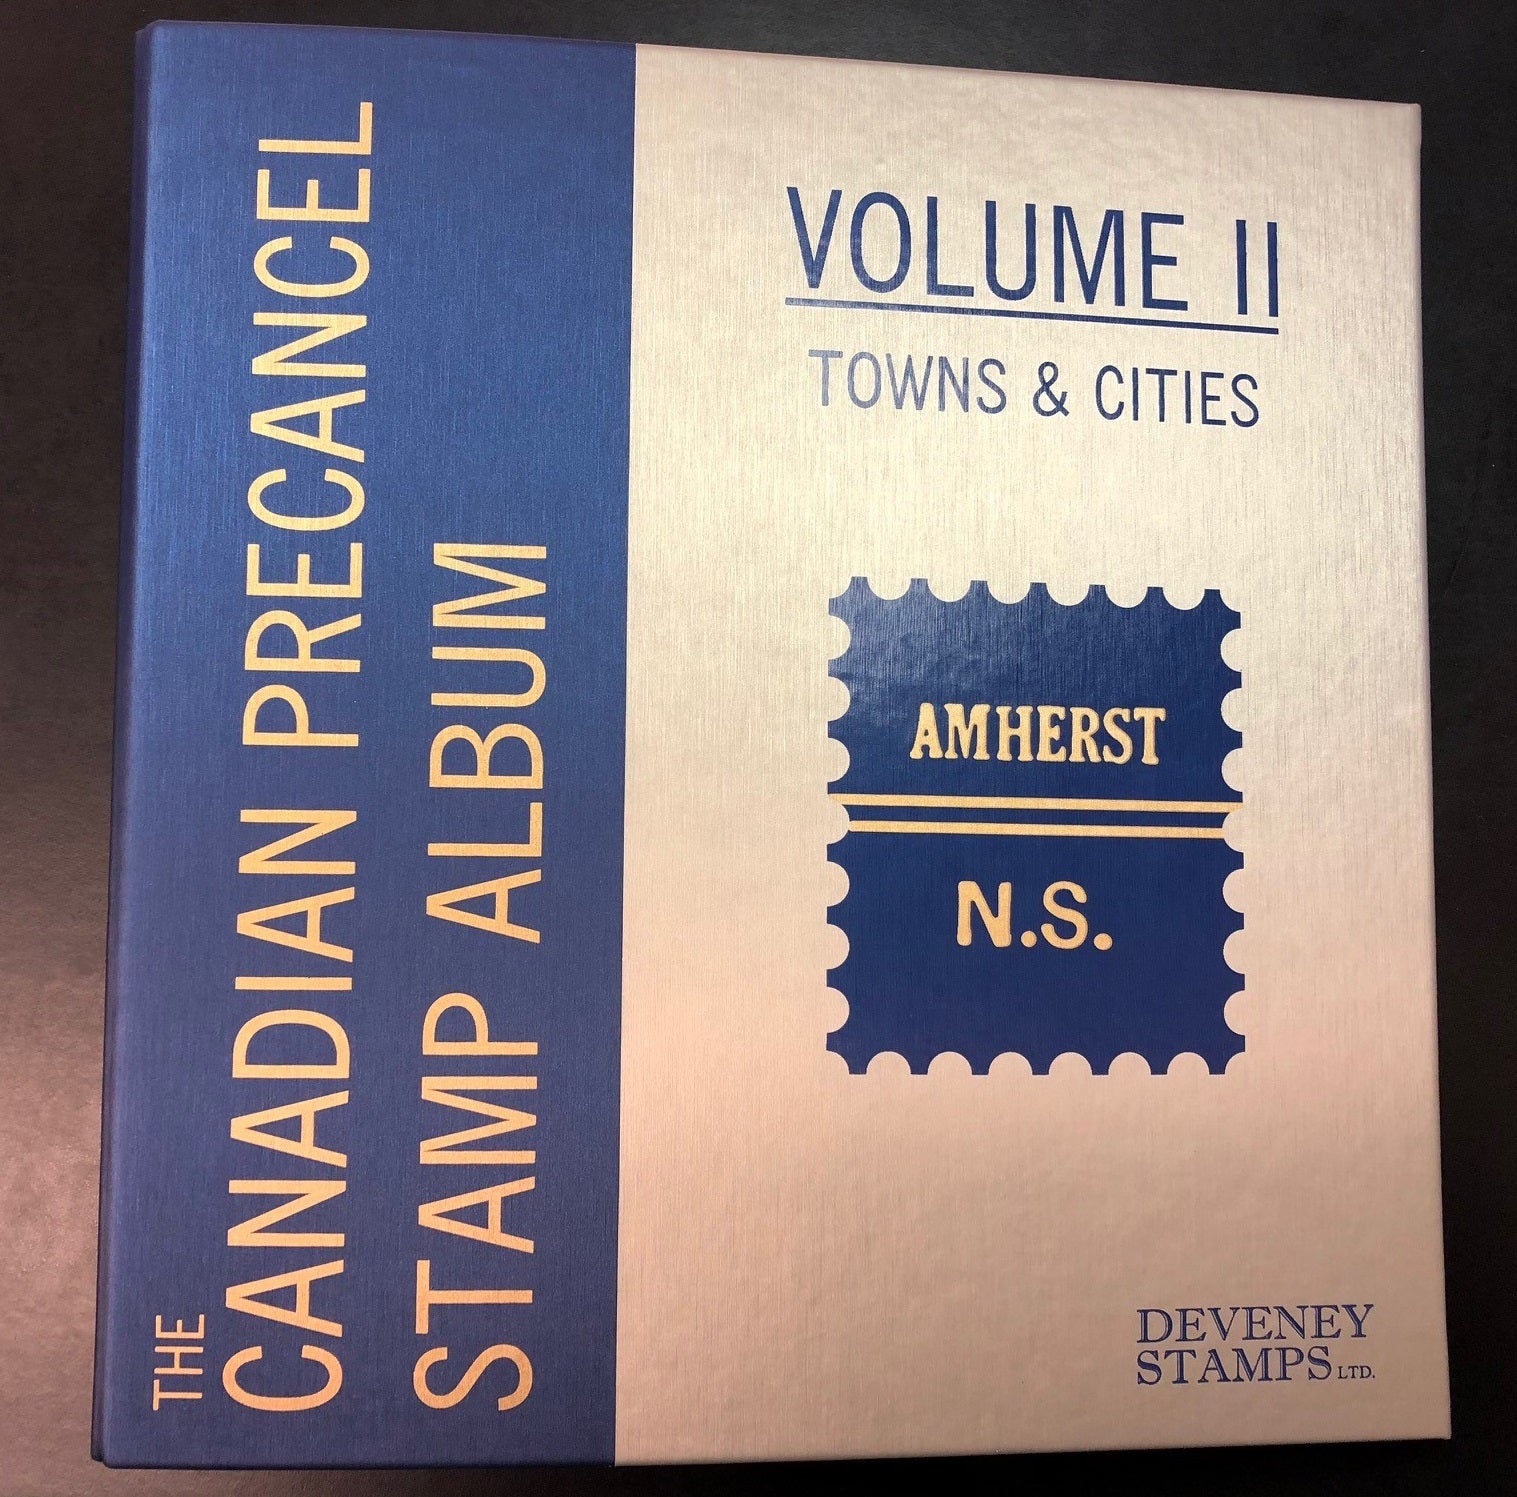 THE
CANADIAN PRECANCEL
STAMP ALBUM
VOLUME II
TOWNS & CITIES
AMHERST
N.S.
DEVENEY
STAMPS LTD.